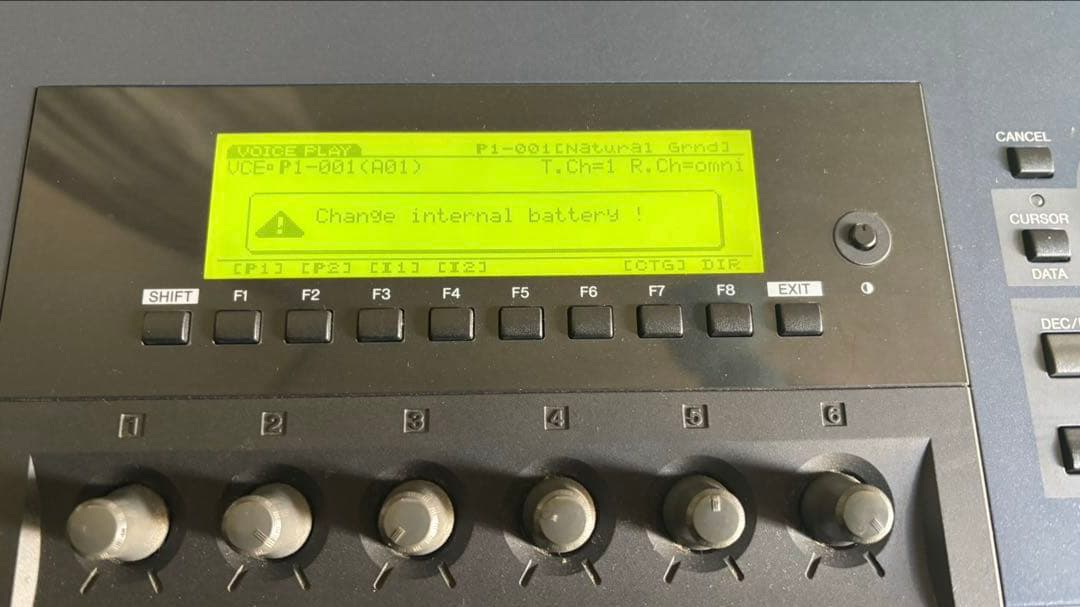 VOICE PLAY P1-001[Natural Grnd]
VCE P1-001(A01) T.Ch=1 R.Ch=omni
Change internal battery !
[P1] [P2] [I1] [I2] [CTG] DIR
SHIFT F1 F2 F3 F4 F5 F6 F7 F8 EXIT
1 2 3 4 5 6
CANCEL
CURSOR
DATA
DEC/